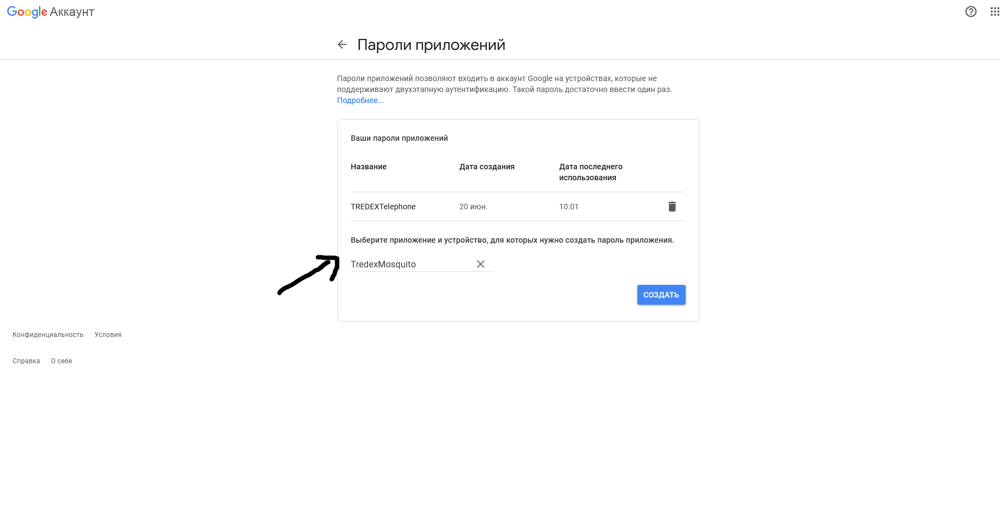 Google Аккаунт
Пароли приложений
Пароли приложений позволяют входить в аккаунт Google на устройствах, которые не
поддерживают двухэтапную аутентификацию. Такой пароль достаточно ввести один раз.
Подробнее...
Ваши пароли приложений
Название Дата создания Дата последнего
использования
TREDEXTelephone 20 июн. 10:01
Выберите приложение и устройство, для которых нужно создать пароль приложения.
TredexMosquito
СОЗДАТЬ
Конфиденциальность Условия
Справка О себе